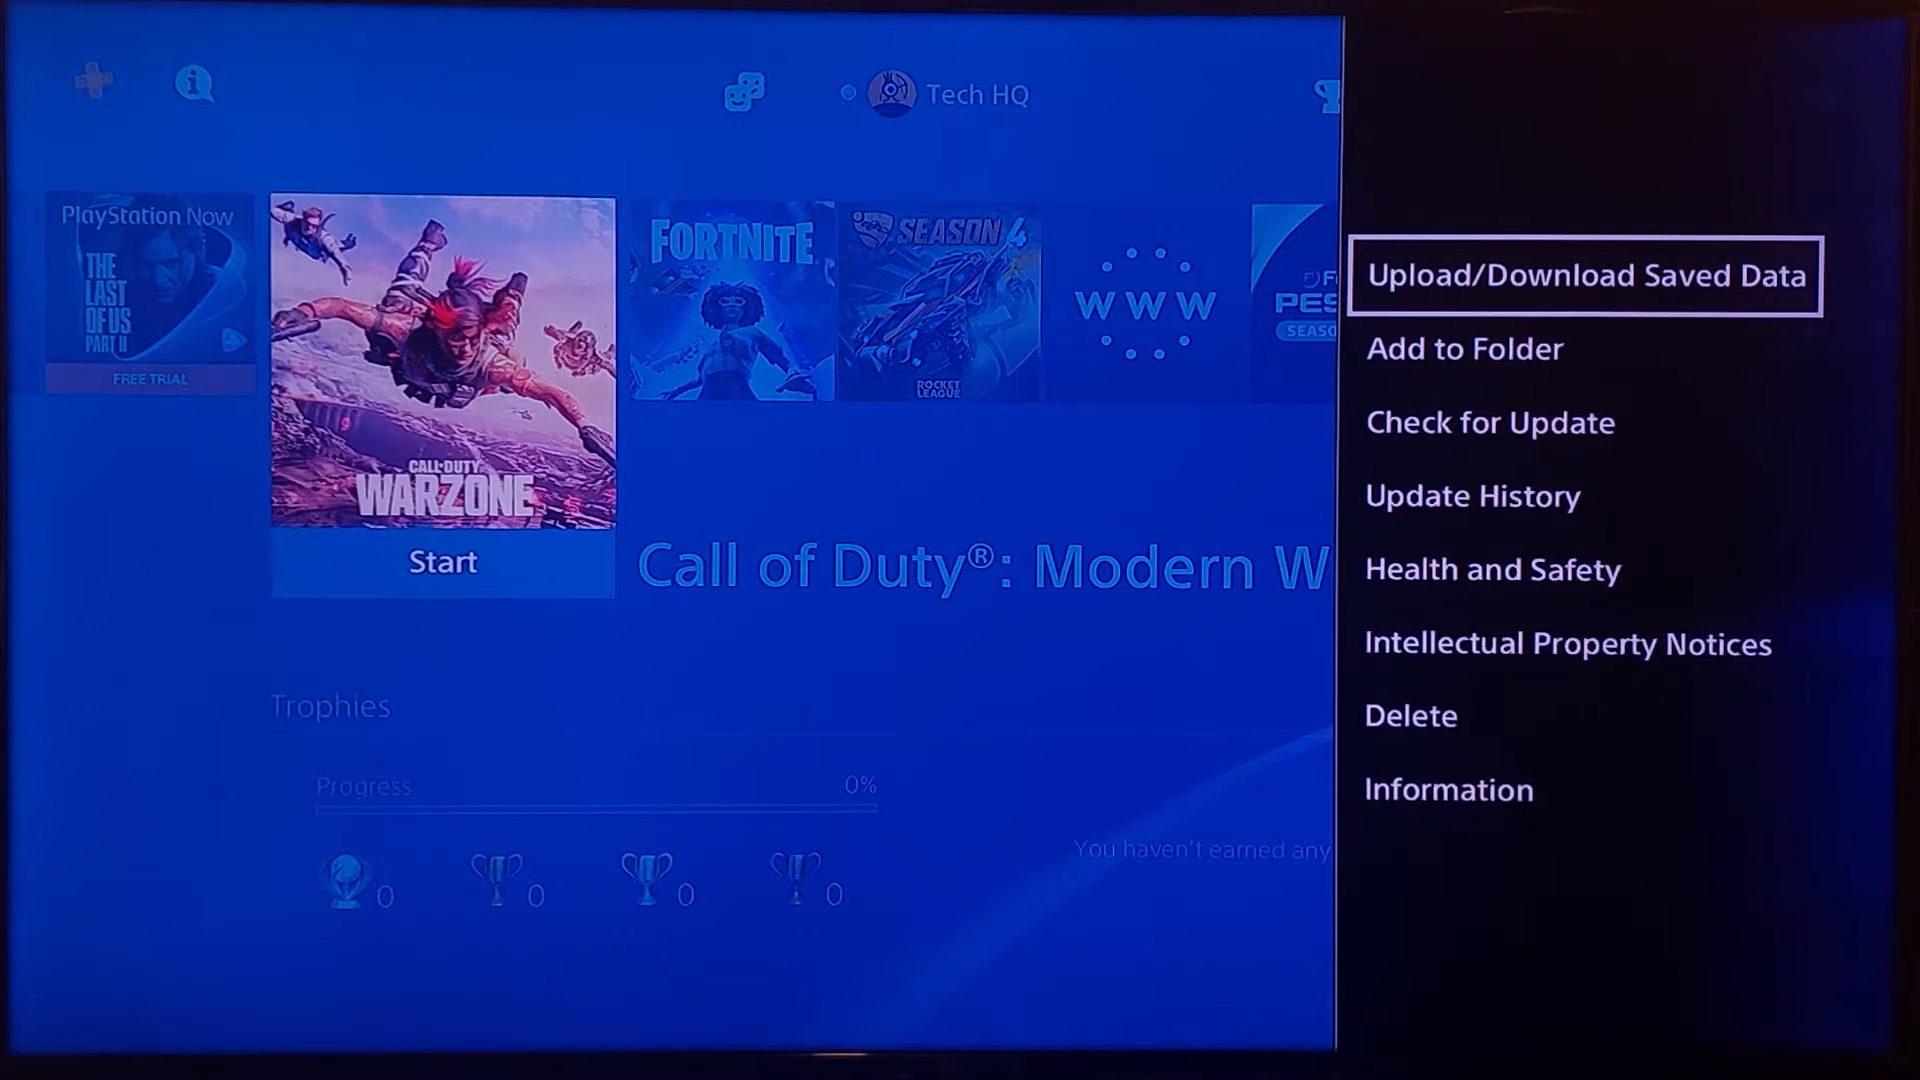 Tech HQ
PlayStation Now
THE
LAST
OF US
PART II
FREE TRIAL
CALL OF DUTY
WARZONE
Start
FORTNITE
SEASON 4
ROCKET
LEAGUE
WWW
PES
SEASO
Call of Duty®: Modern W
Trophies
Progress
0%
0
0
0
0
You haven't earned any
Upload/Download Saved Data
Add to Folder
Check for Update
Update History
Health and Safety
Intellectual Property Notices
Delete
Information